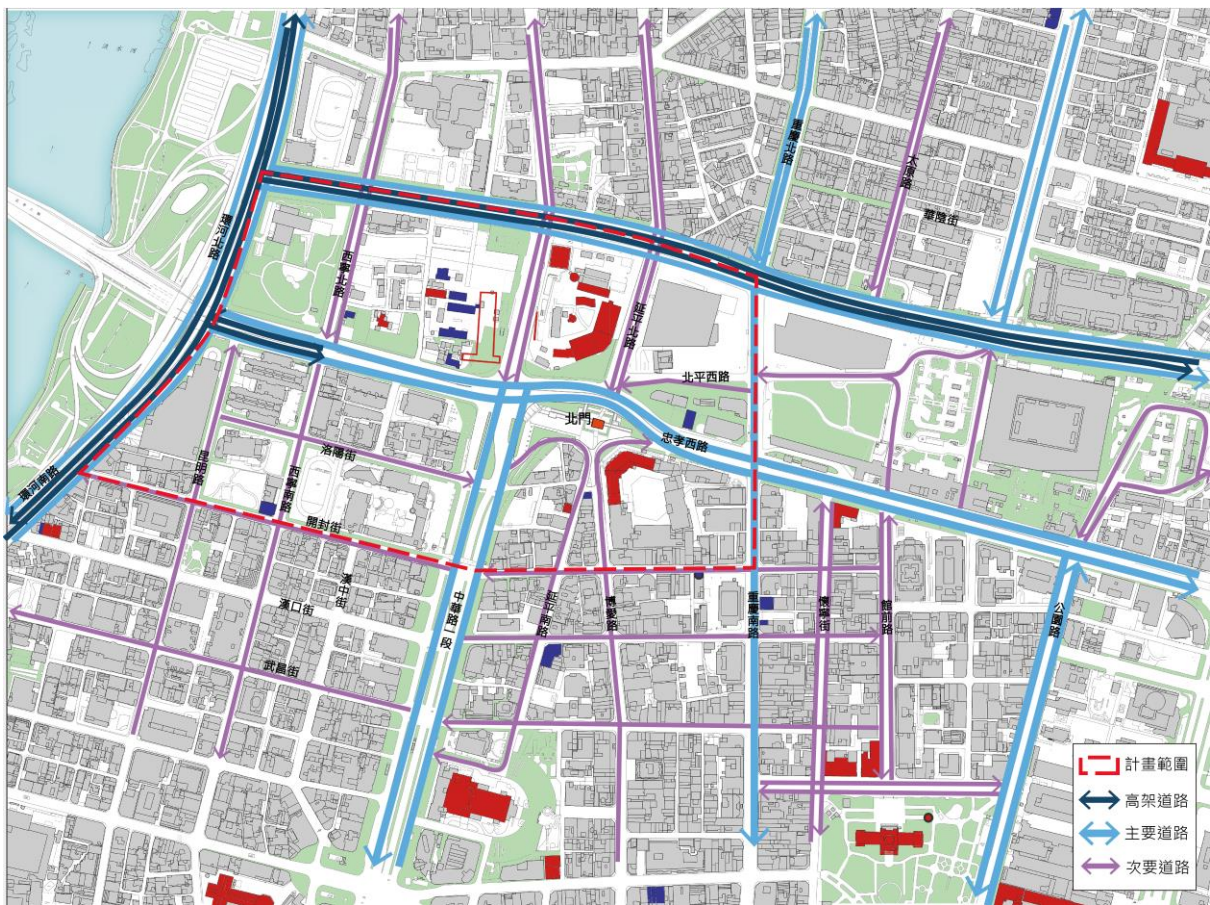 淡水河
環河北路
西寧北路
延平北路
重慶北路
太原路
華陰街
北平西路
忠孝西路
北門
洛陽街
昆明路
西寧南路
開封街
環河南路
漢中街
漢口街
武昌街
中華路一段
延平南路
博愛路
重慶南路
懷寧街
館前路
公園路
計畫範圍
高架道路
主要道路
次要道路